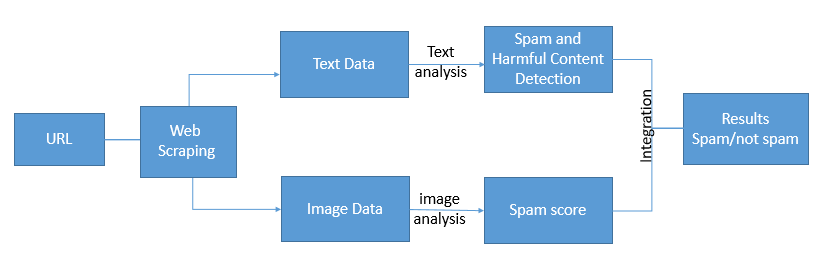 URL
Web
Scraping
Text Data
Text
analysis
Spam and
Harmful Content
Detection
Image Data
image
analysis
Spam score
Integration
Results
Spam/not spam